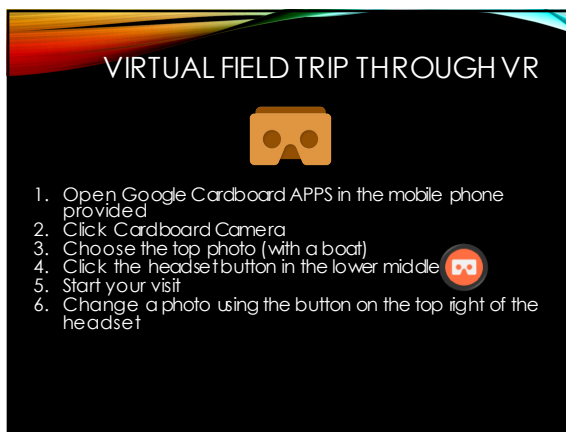 VIRTUAL FIELD TRIP THROUGH VR
1. Open Google Cardboard APPS in the mobile phone
provided
2. Click Cardboard Camera
3. Choose the top photo (with a boat)
4. Click the headset button in the lower middle
5. Start your visit
6. Change a photo using the button on the top right of the
headset